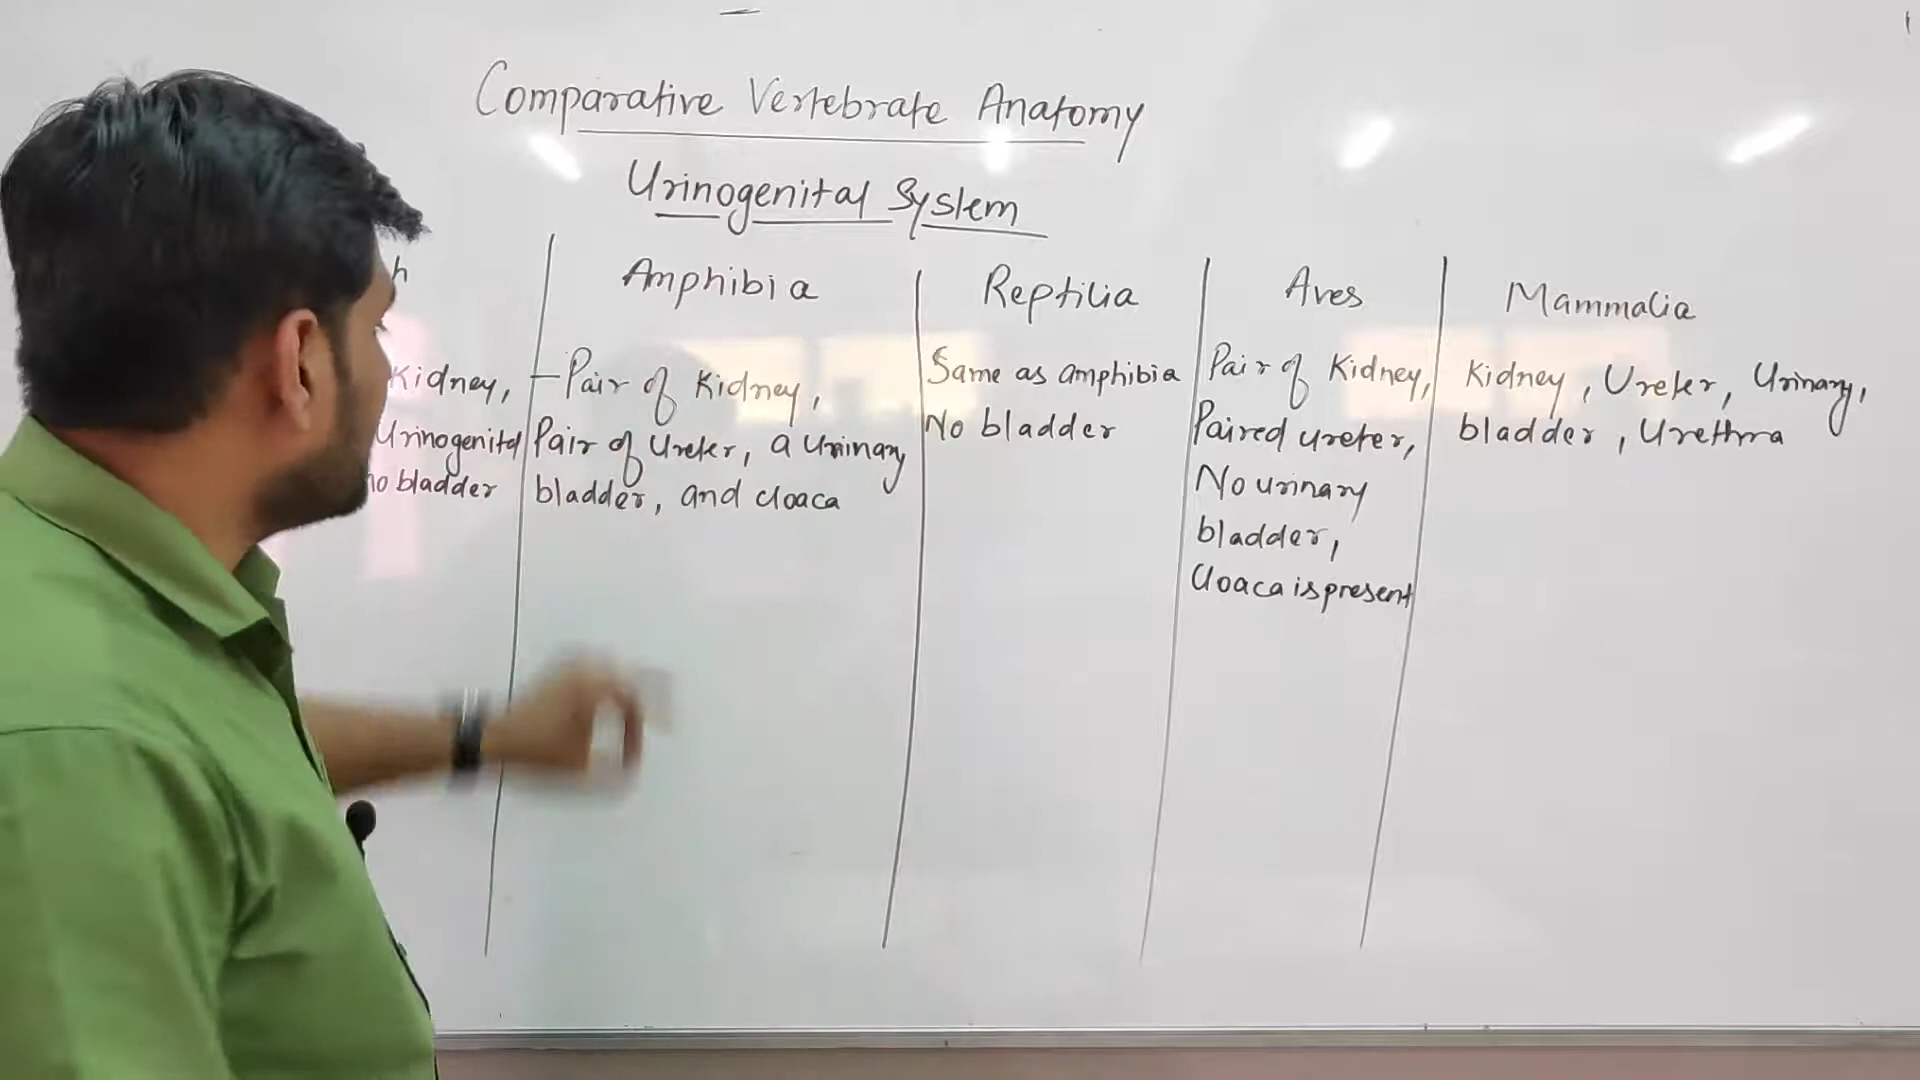 Comparative Vertebrate Anatomy
Urinogenital System
h
Kidney,
Urinogenital
no bladder
Amphibia
- Pair of Kidney,
Pair of Ureter, a Urinary
bladder, and cloaca
Reptilia
Same as amphibia
No bladder
Aves
Pair of Kidney,
Paired ureter,
No urinary
bladder,
Cloaca is present
Mammalia
Kidney, Ureter, Urinary,
bladder, Urethra